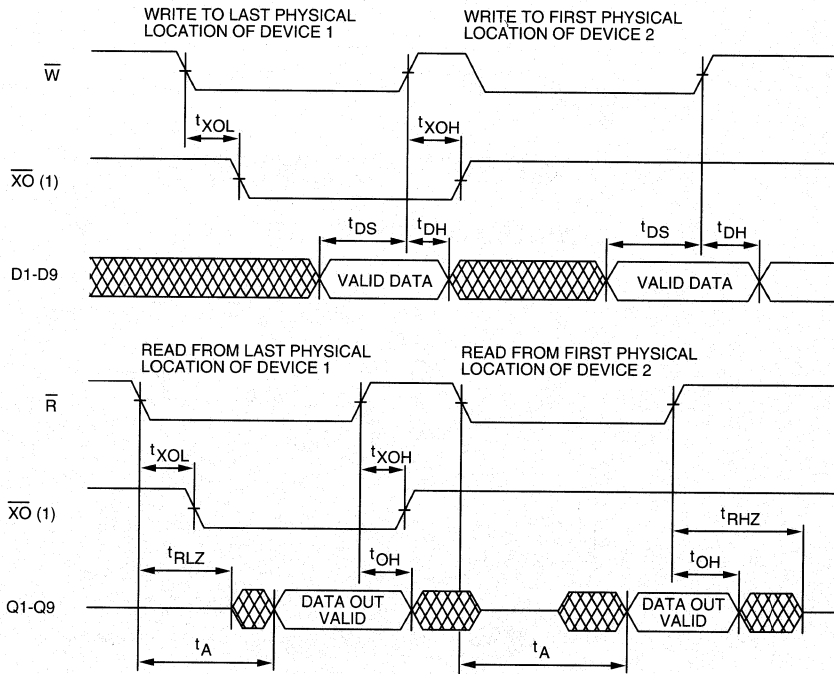 WRITE TO LAST PHYSICAL
LOCATION OF DEVICE 1
WRITE TO FIRST PHYSICAL
LOCATION OF DEVICE 2
W̅
tXOL
tXOH
X̅O̅ (1)
tDS
tDH
tDS
tDH
D1-D9
VALID DATA
VALID DATA
READ FROM LAST PHYSICAL
LOCATION OF DEVICE 1
READ FROM FIRST PHYSICAL
LOCATION OF DEVICE 2
R̅
tXOL
tXOH
X̅O̅ (1)
tRHZ
tRLZ
tOH
tOH
Q1-Q9
DATA OUT
VALID
DATA OUT
VALID
tA
tA